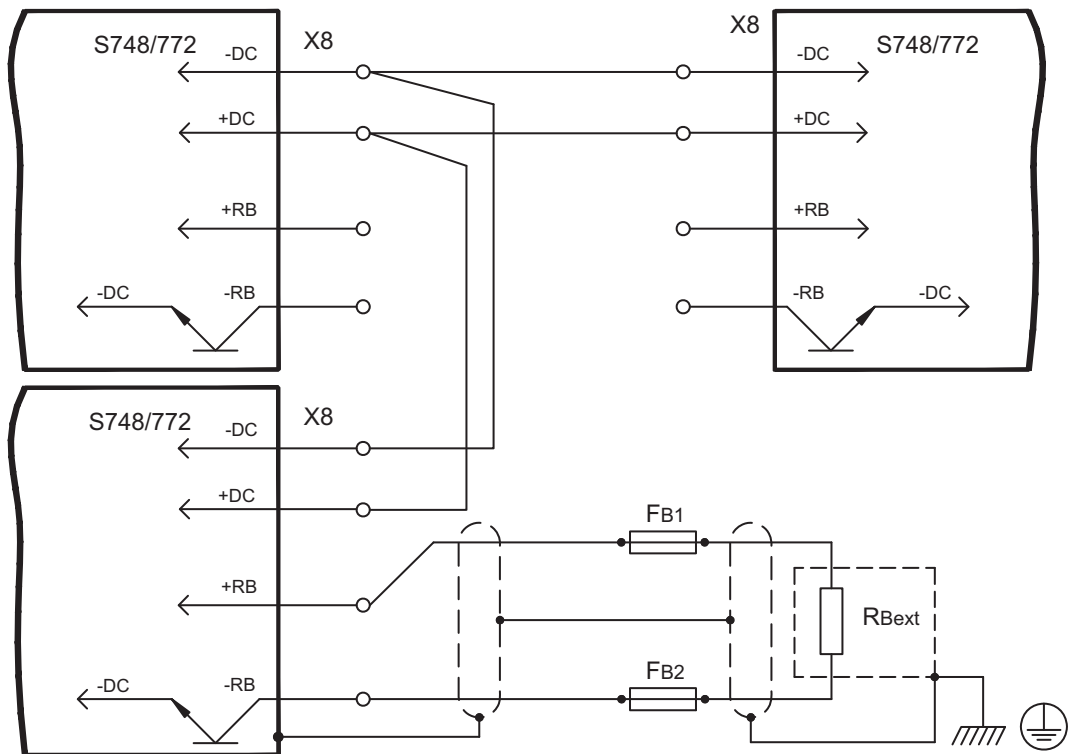 S748/772
X8
-DC
+DC
+RB
-DC
-RB
X8
S748/772
-DC
+DC
+RB
-RB
-DC
S748/772
X8
-DC
+DC
+RB
-DC
-RB
FB1
RBext
FB2